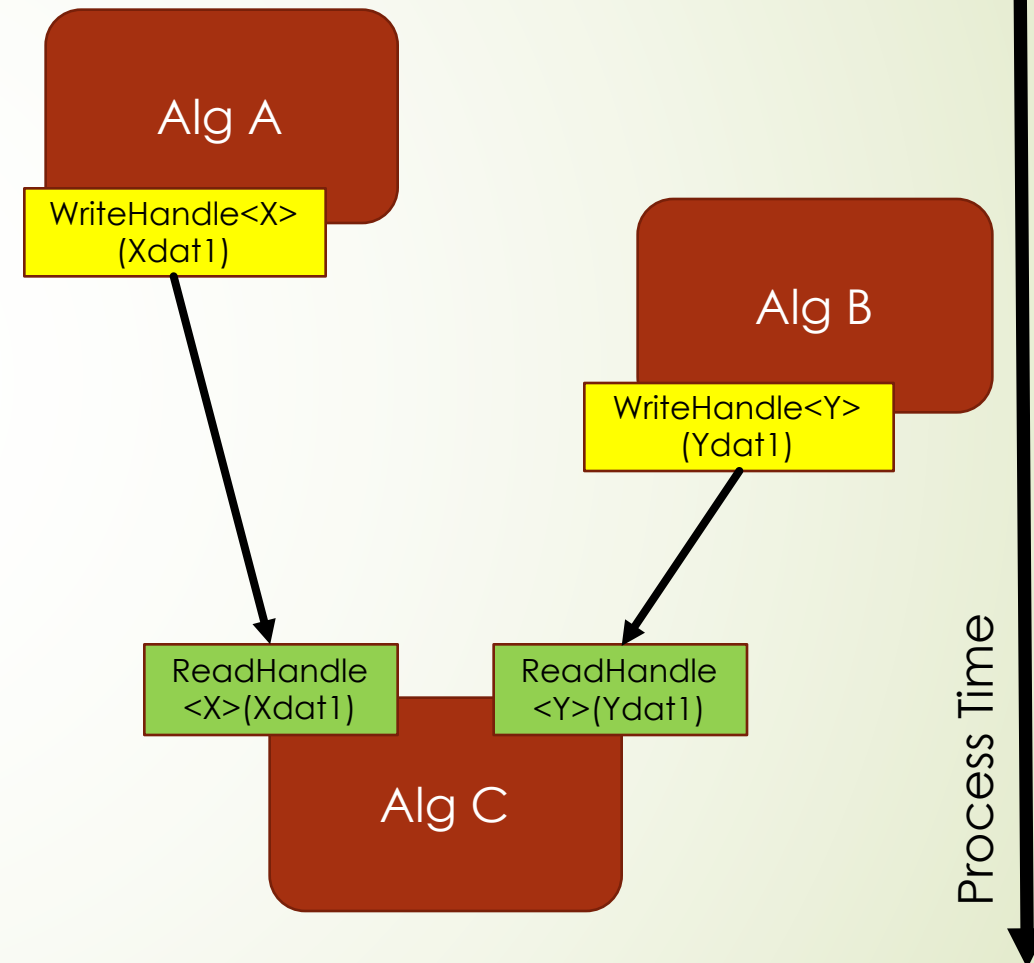 Alg A
WriteHandle<X>
(Xdat1)
Alg B
WriteHandle<Y>
(Ydat1)
ReadHandle
<X>(Xdat1)
ReadHandle
<Y>(Ydat1)
Alg C
Process Time